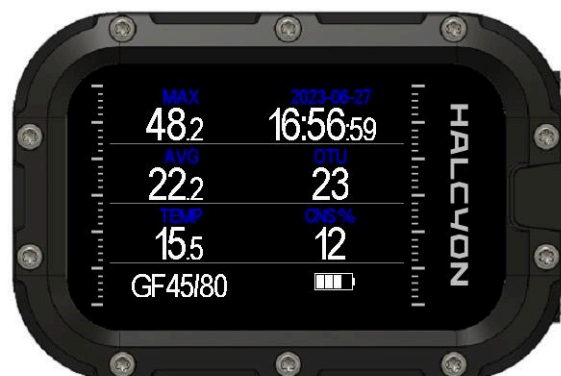 MAX 2023-06-27
48.2 16:56:59
AVG OTU
22.2 23
TEMP CNS%
15.5 12
GF45/80
HALCYON